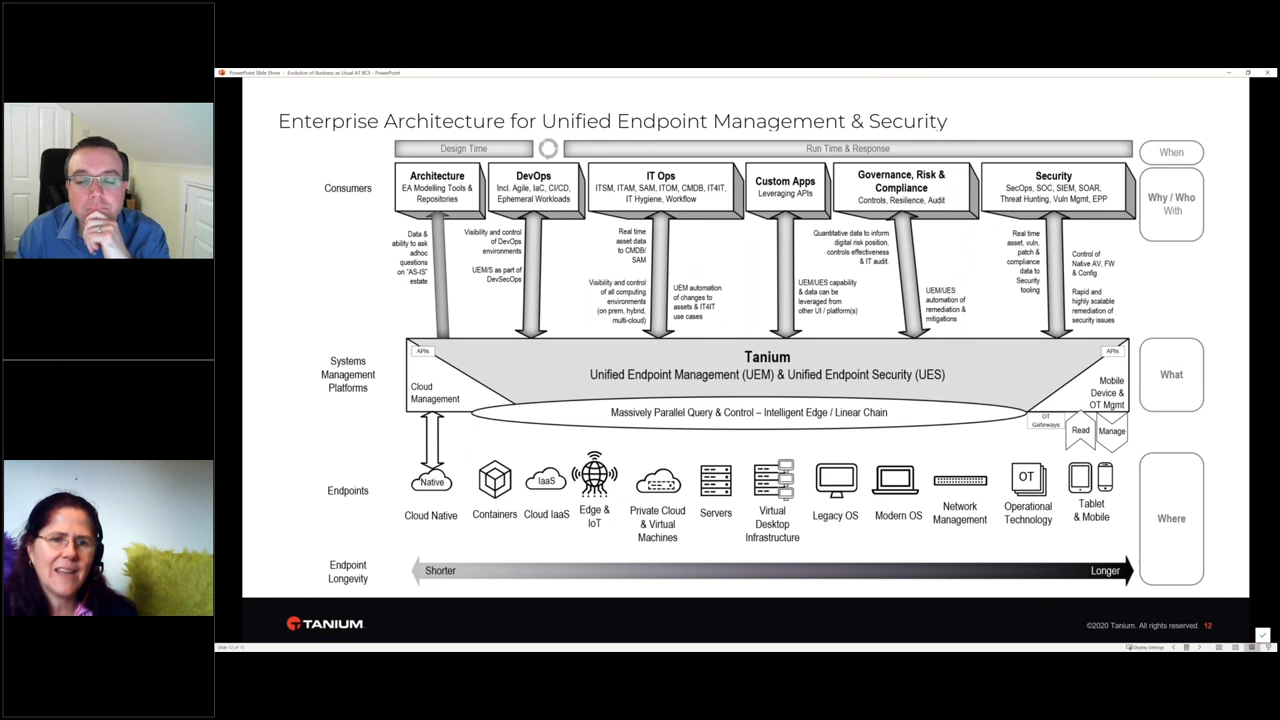 PowerPoint Slide Show - Evolution of Business as Usual AT BCS - PowerPoint
Enterprise Architecture for Unified Endpoint Management & Security
Design Time
Run Time & Response
When
Consumers
Architecture
EA Modelling Tools &
Repositories
DevOps
Incl. Agile, IaC, CI/CD,
Ephemeral Workloads
IT Ops
ITSM, ITAM, SAM, ITOM, CMDB, IT4IT,
IT Hygiene, Workflow
Custom Apps
Leveraging APIs
Governance, Risk &
Compliance
Controls, Resilience, Audit
Security
SecOps, SOC, SIEM, SOAR,
Threat Hunting, Vuln Mgmt, EPP
Why / Who
With
Data &
ability to ask
adhoc
questions
on "AS-IS"
estate
Visibility and control
of DevOps
environments
UEM/S as part of
DevSecOps
Real time
asset data
to CMDB/
SAM
Visibility and control
of all computing
environments
(on prem, hybrid,
multi-cloud)
UEM automation
of changes to
assets & IT4IT
use cases
UEM/UES capability
& data can be
leveraged from
other UI / platform(s)
Quantitative data to inform
digital risk position,
controls effectiveness
& IT audit.
UEM/UES
automation of
remediation &
mitigations
Real time
asset, vuln,
patch &
compliance
data to
Security
tooling
Control of
Native AV, FW
& Config
Rapid and
highly scalable
remediation of
security issues
Systems
Management
Platforms
APIs
Cloud
Management
Tanium
Unified Endpoint Management (UEM) & Unified Endpoint Security (UES)
Massively Parallel Query & Control – Intelligent Edge / Linear Chain
APIs
Mobile
Device &
OT Mgmt
OT
Gateways
Read
Manage
What
Endpoints
Native
Cloud Native
Containers
IaaS
Cloud IaaS
Edge &
IoT
Private Cloud
& Virtual
Machines
Servers
Virtual
Desktop
Infrastructure
Legacy OS
Modern OS
Network
Management
OT
Operational
Technology
Tablet
& Mobile
Where
Endpoint
Longevity
Shorter
Longer
TANIUM
©2020 Tanium. All rights reserved 12
Slide 12 of 13
Display Settings